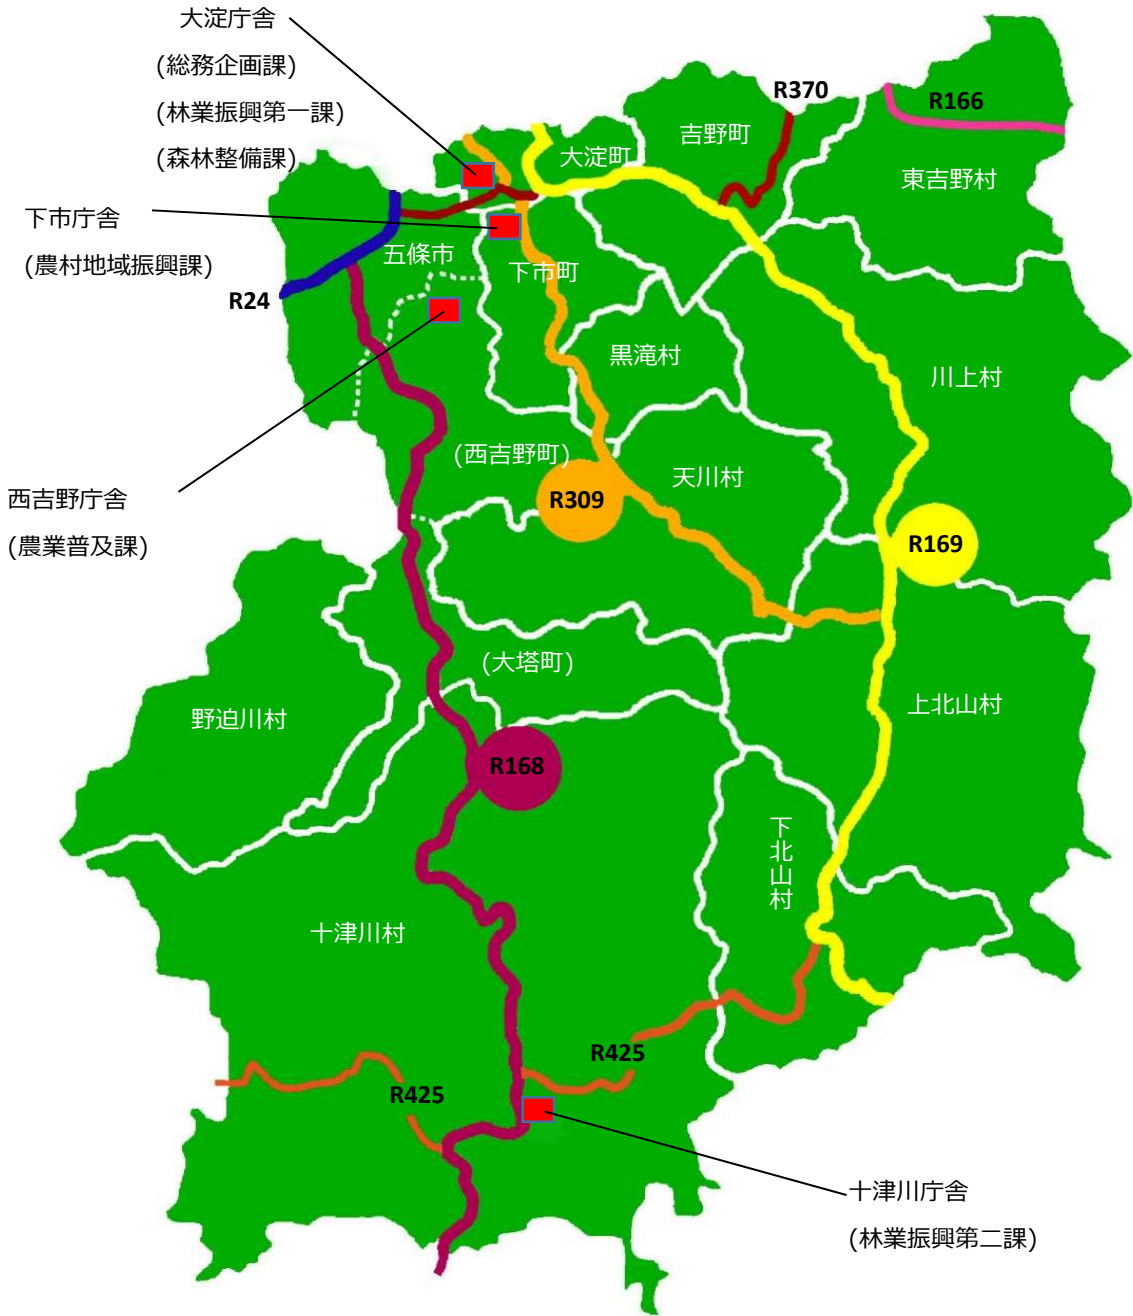 大淀庁舎
(総務企画課)
(林業振興第一課)
(森林整備課)
R370
R166
吉野町
大淀町
東吉野村
下市庁舎
(農村地域振興課)
五條市
下市町
R24
黒滝村
川上村
(西吉野町)
天川村
R309
西吉野庁舎
(農業普及課)
R169
(大塔町)
野迫川村
上北山村
R168
下北山村
十津川村
R425
R425
十津川庁舎
(林業振興第二課)